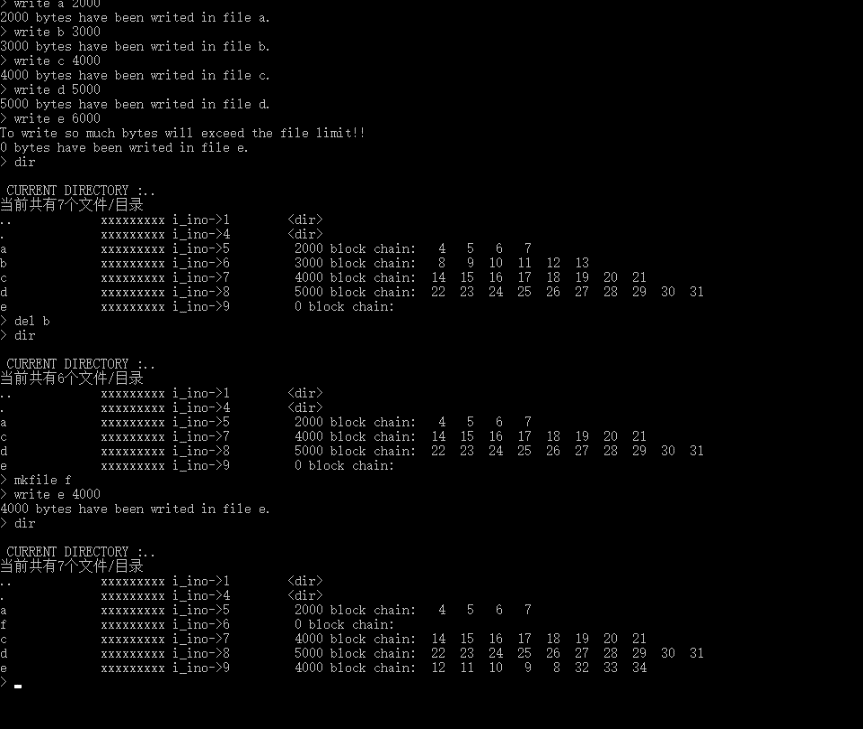 > write a 2000
2000 bytes have been writed in file a.
> write b 3000
3000 bytes have been writed in file b.
> write c 4000
4000 bytes have been writed in file c.
> write d 5000
5000 bytes have been writed in file d.
> write e 6000
To write so much bytes will exceed the file limit!!
0 bytes have been writed in file e.
> dir
CURRENT DIRECTORY :..
当前共有7个文件/目录
.. xxxxxxxxx i_ino->1 <dir>
. xxxxxxxxx i_ino->4 <dir>
a xxxxxxxxx i_ino->5 2000 block chain: 4 5 6 7
b xxxxxxxxx i_ino->6 3000 block chain: 8 9 10 11 12 13
c xxxxxxxxx i_ino->7 4000 block chain: 14 15 16 17 18 19 20 21
d xxxxxxxxx i_ino->8 5000 block chain: 22 23 24 25 26 27 28 29 30 31
e xxxxxxxxx i_ino->9 0 block chain:
> del b
> dir
CURRENT DIRECTORY :..
当前共有6个文件/目录
.. xxxxxxxxx i_ino->1 <dir>
. xxxxxxxxx i_ino->4 <dir>
a xxxxxxxxx i_ino->5 2000 block chain: 4 5 6 7
c xxxxxxxxx i_ino->7 4000 block chain: 14 15 16 17 18 19 20 21
d xxxxxxxxx i_ino->8 5000 block chain: 22 23 24 25 26 27 28 29 30 31
e xxxxxxxxx i_ino->9 0 block chain:
> mkfile f
> write e 4000
4000 bytes have been writed in file e.
> dir
CURRENT DIRECTORY :..
当前共有7个文件/目录
.. xxxxxxxxx i_ino->1 <dir>
. xxxxxxxxx i_ino->4 <dir>
a xxxxxxxxx i_ino->5 2000 block chain: 4 5 6 7
f xxxxxxxxx i_ino->6 0 block chain:
c xxxxxxxxx i_ino->7 4000 block chain: 14 15 16 17 18 19 20 21
d xxxxxxxxx i_ino->8 5000 block chain: 22 23 24 25 26 27 28 29 30 31
e xxxxxxxxx i_ino->9 4000 block chain: 12 11 10 9 8 32 33 34
>